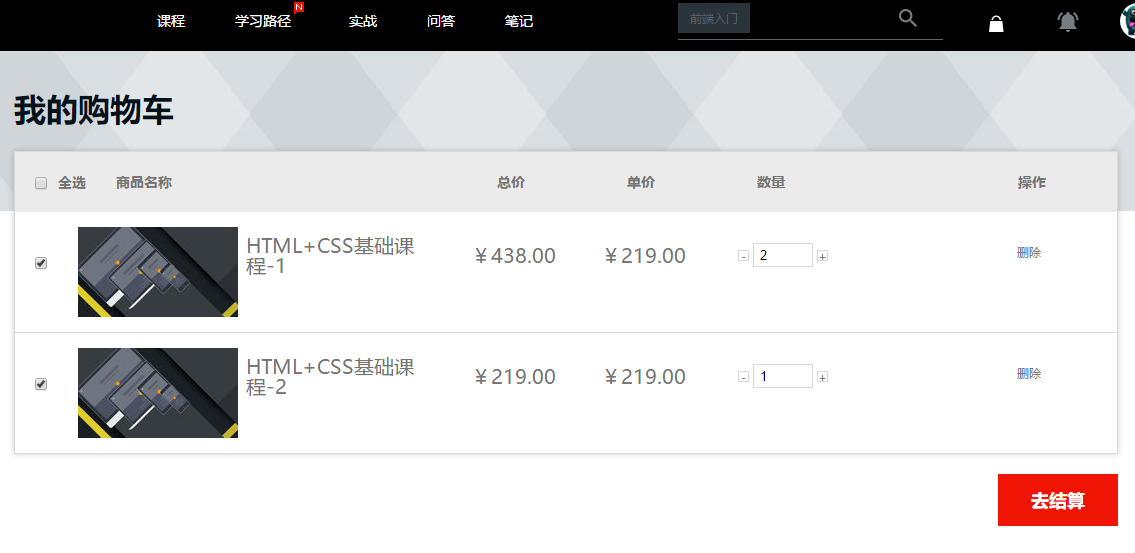 课程 学习路径 N 实战 问答 笔记 前端入门
我的购物车
全选 商品名称 总价 单价 数量 操作
HTML+CSS基础课
程-1
￥438.00 ￥219.00 - 2 + 删除
HTML+CSS基础课
程-2
￥219.00 ￥219.00 - 1 + 删除
去结算